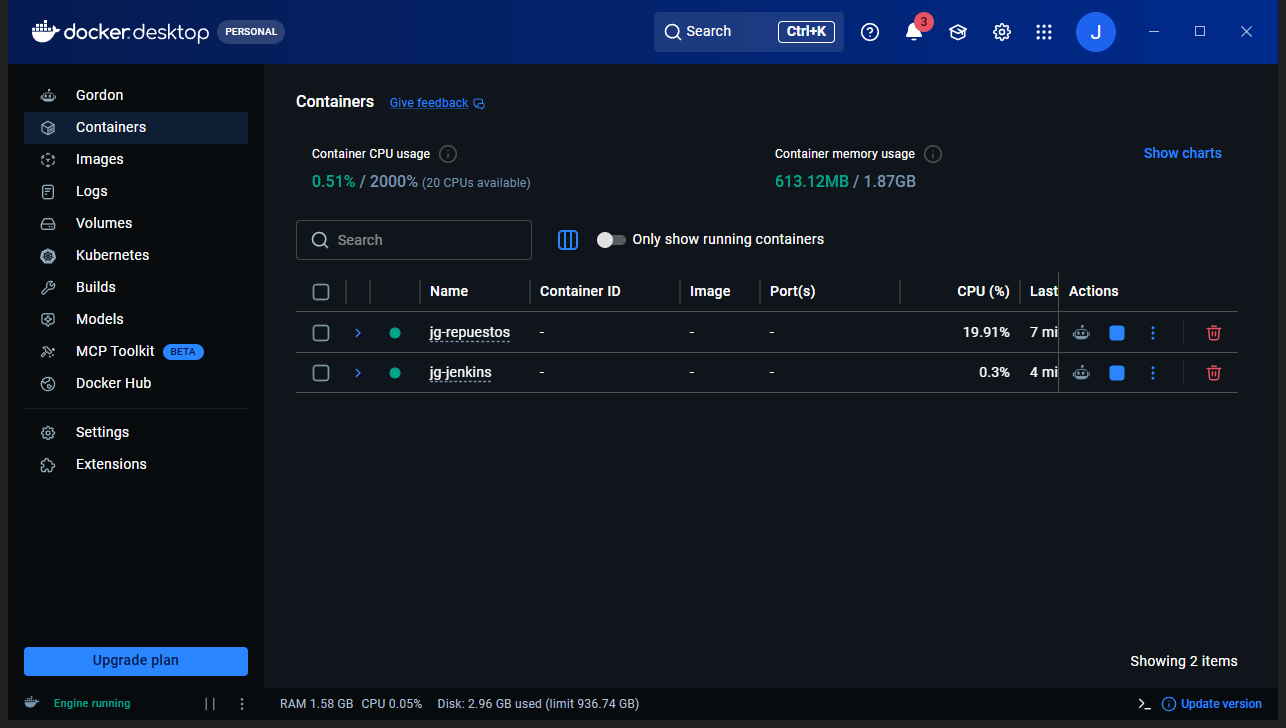 docker.desktop PERSONAL Search Ctrl+K 3 J
Gordon
Containers
Images
Logs
Volumes
Kubernetes
Builds
Models
MCP Toolkit BETA
Docker Hub
Settings
Extensions
Upgrade plan
Containers Give feedback
Container CPU usage
0.51% / 2000% (20 CPUs available)
Container memory usage
613.12MB / 1.87GB
Show charts
Search
Only show running containers
Name Container ID Image Port(s) CPU (%) Last Actions
jg-repuestos - - - 19.91% 7 mi
jg-jenkins - - - 0.3% 4 mi
Showing 2 items
Engine running
RAM 1.58 GB CPU 0.05% Disk: 2.96 GB used (limit 936.74 GB)
Update version